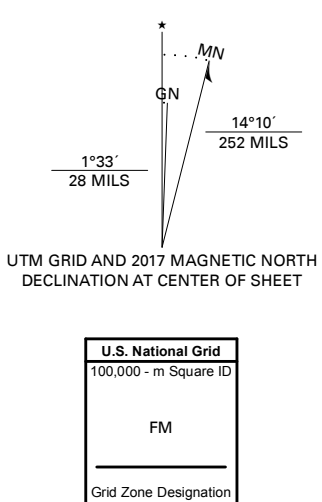 ★
MN
GN
14°10´
252 MILS
1°33´
28 MILS
UTM GRID AND 2017 MAGNETIC NORTH
DECLINATION AT CENTER OF SHEET
U.S. National Grid
100,000 - m Square ID
FM
Grid Zone Designation